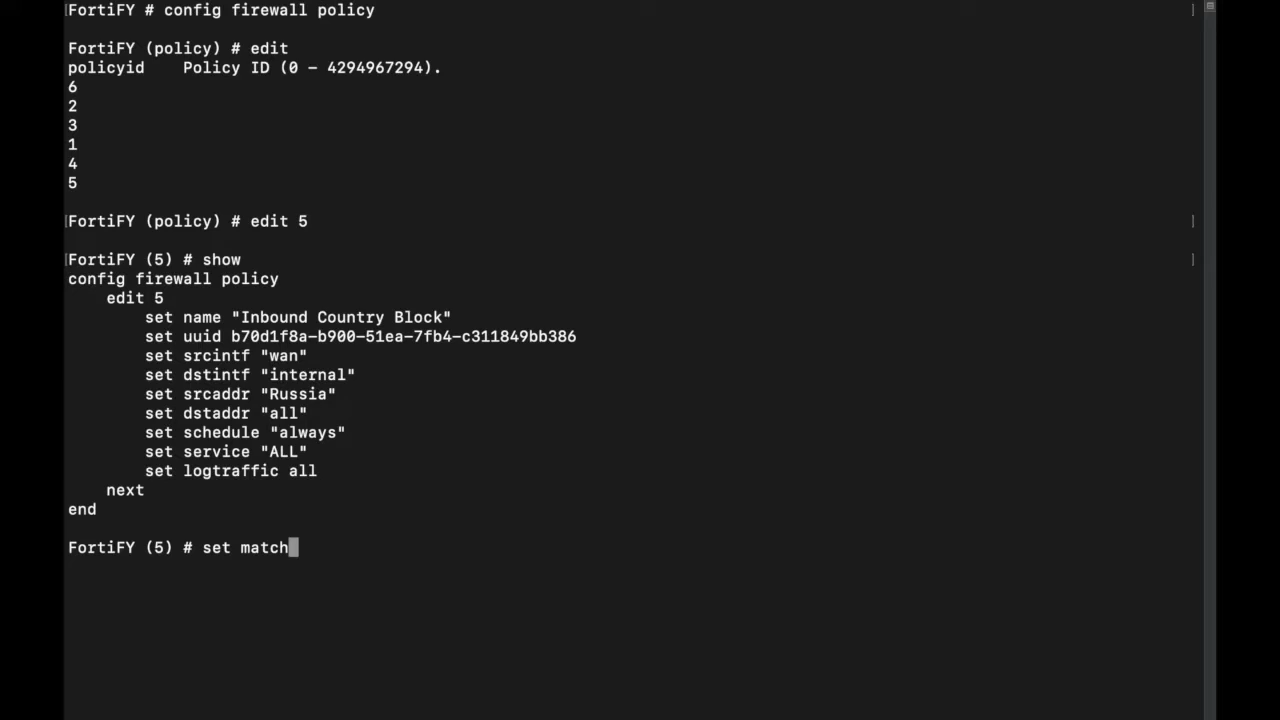 FortiFY # config firewall policy
FortiFY (policy) # edit
policyid    Policy ID (0 - 4294967294).
6
2
3
1
4
5
FortiFY (policy) # edit 5
FortiFY (5) # show
config firewall policy
    edit 5
        set name "Inbound Country Block"
        set uuid b70d1f8a-b900-51ea-7fb4-c311849bb386
        set srcintf "wan"
        set dstintf "internal"
        set srcaddr "Russia"
        set dstaddr "all"
        set schedule "always"
        set service "ALL"
        set logtraffic all
    next
end
FortiFY (5) # set match